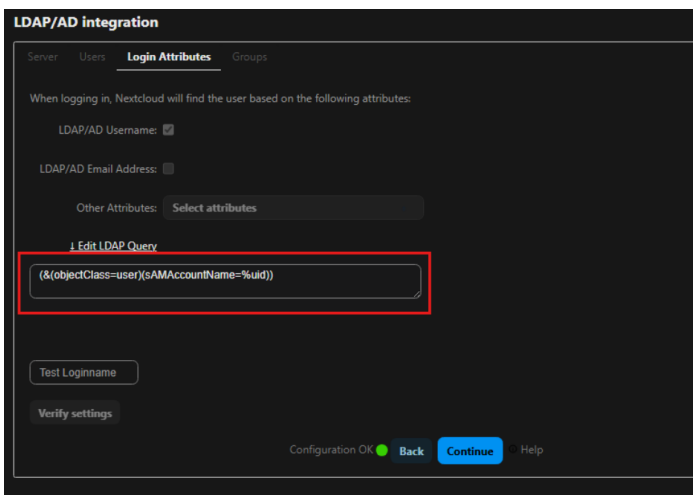 LDAP/AD integration
Server Users Login Attributes Groups
When logging in, Nextcloud will find the user based on the following attributes:
LDAP/AD Username:
LDAP/AD Email Address:
Other Attributes: Select attributes
↓ Edit LDAP Query
(&(objectClass=user)(sAMAccountName=%uid))
Test Loginname
Verify settings
Configuration OK Back Continue Help